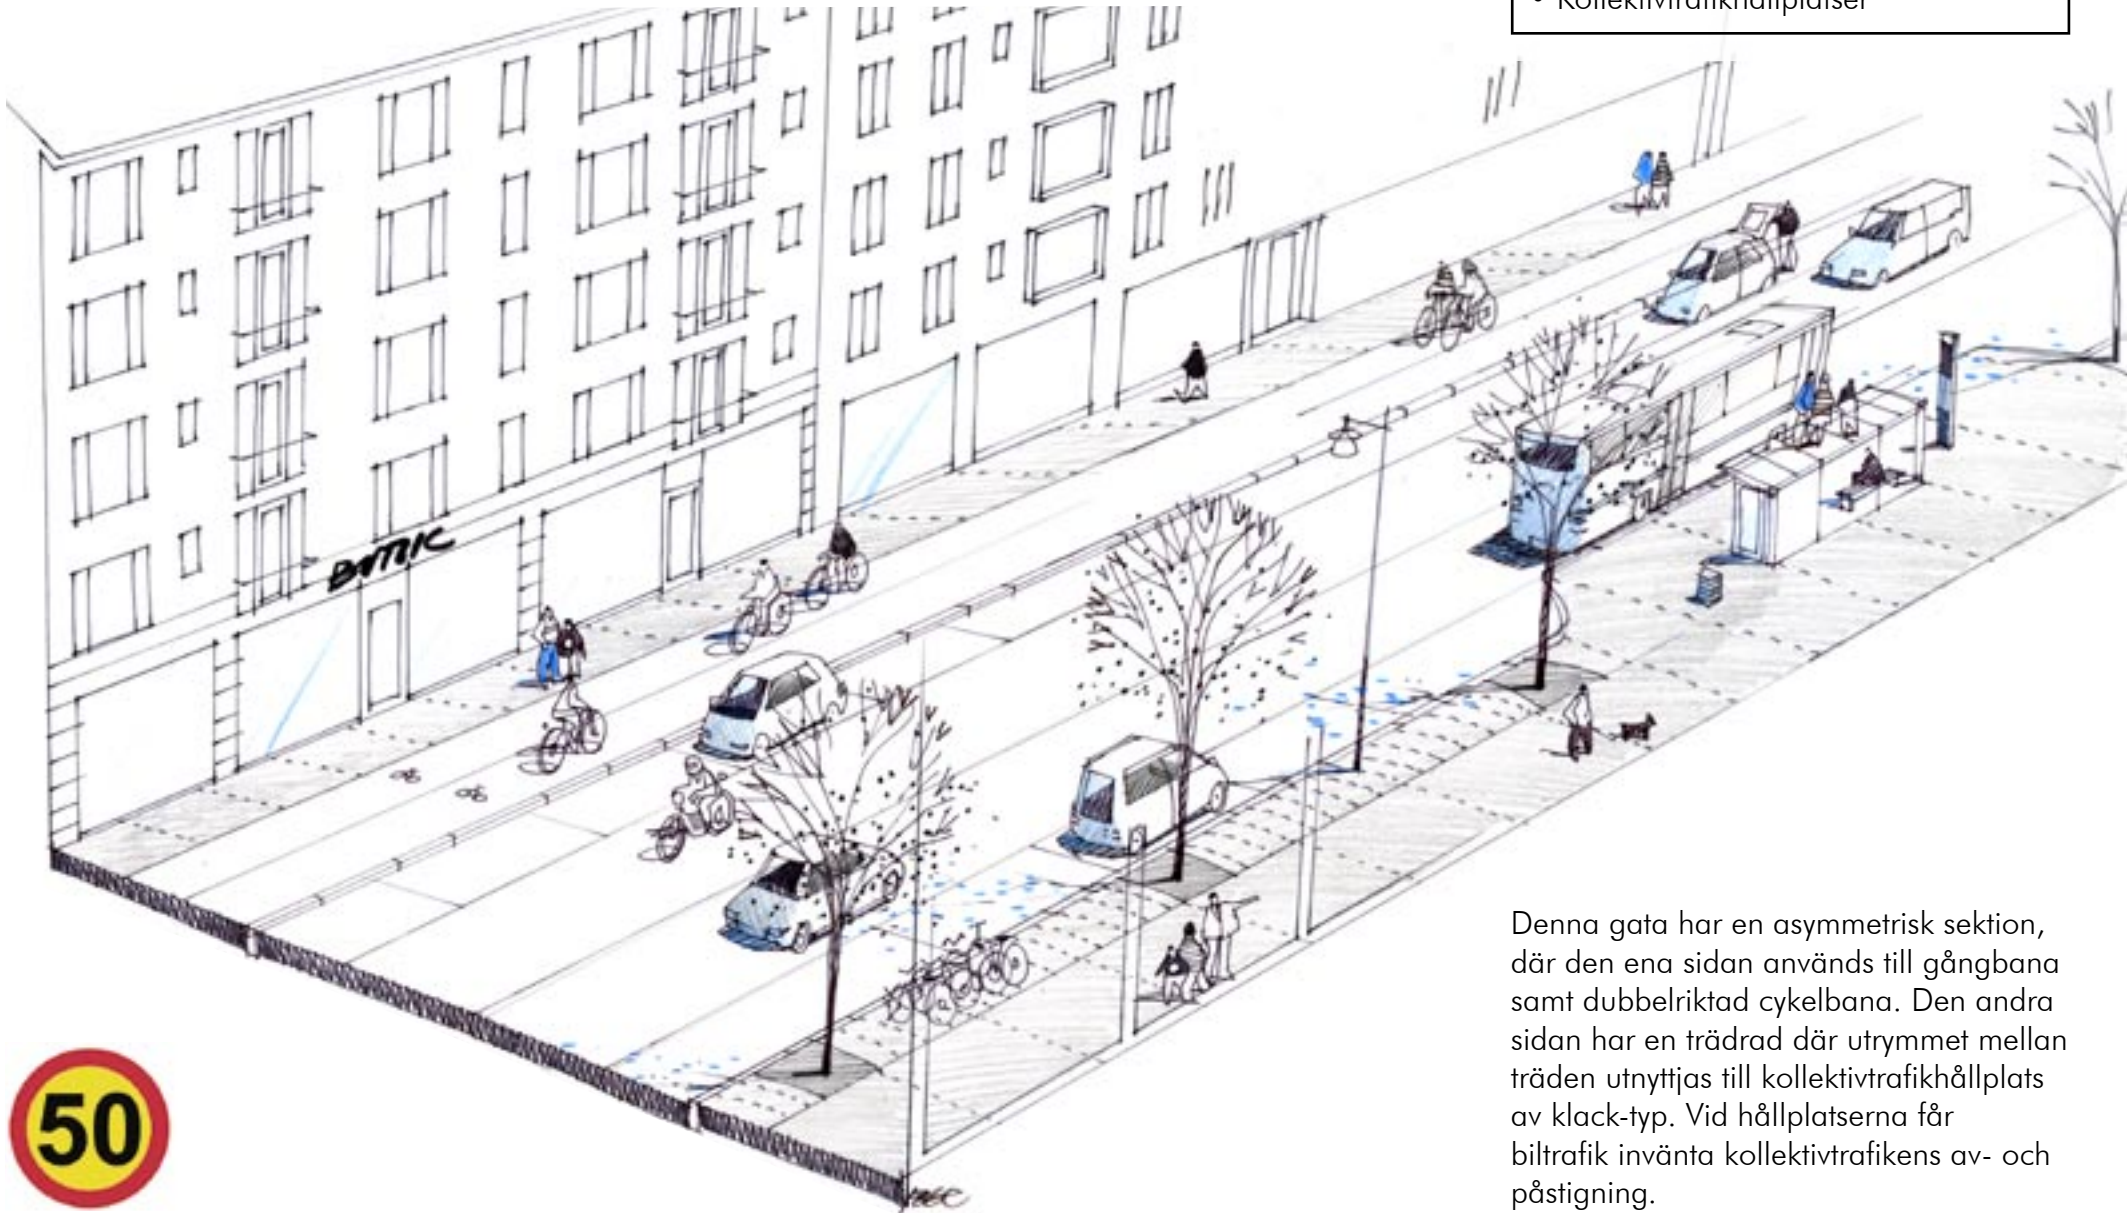 • Kollektivtrafikhållplatser
BUTIC
50
Denna gata har en asymmetrisk sektion,
där den ena sidan används till gångbana
samt dubbelriktad cykelbana. Den andra
sidan har en trädrad där utrymmet mellan
träden utnyttjas till kollektivtrafikhållplats
av klack-typ. Vid hållplatserna får
biltrafik invänta kollektivtrafikens av- och
påstigning.